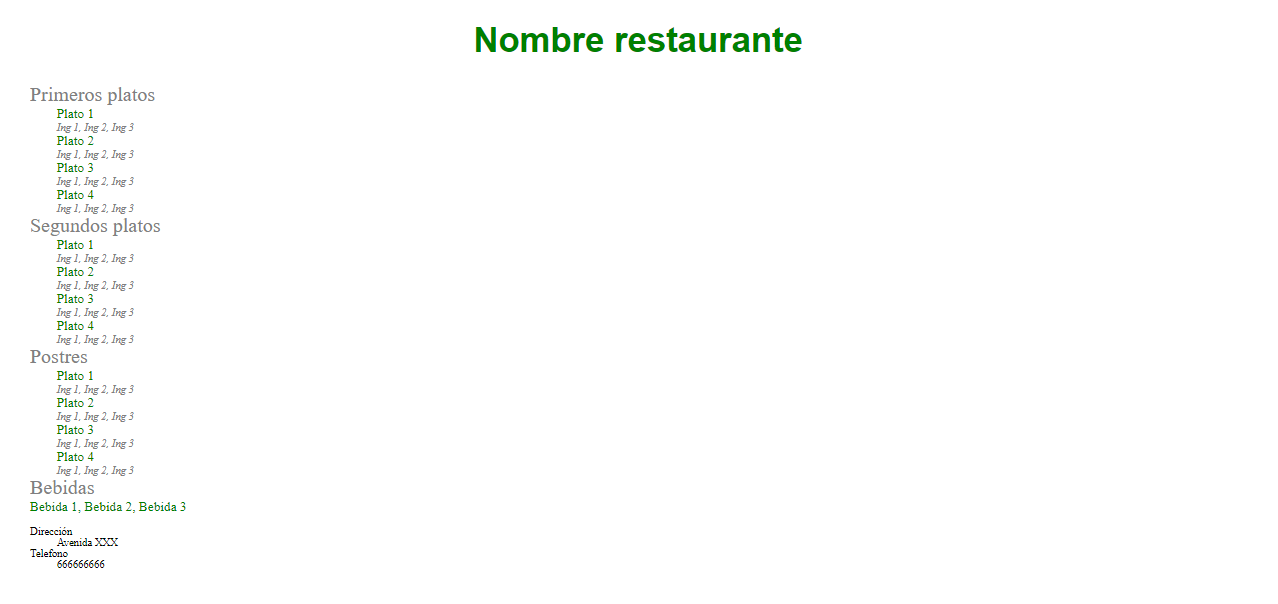 Nombre restaurante
Primeros platos
Plato 1
Ing 1, Ing 2, Ing 3
Plato 2
Ing 1, Ing 2, Ing 3
Plato 3
Ing 1, Ing 2, Ing 3
Plato 4
Ing 1, Ing 2, Ing 3
Segundos platos
Plato 1
Ing 1, Ing 2, Ing 3
Plato 2
Ing 1, Ing 2, Ing 3
Plato 3
Ing 1, Ing 2, Ing 3
Plato 4
Ing 1, Ing 2, Ing 3
Postres
Plato 1
Ing 1, Ing 2, Ing 3
Plato 2
Ing 1, Ing 2, Ing 3
Plato 3
Ing 1, Ing 2, Ing 3
Plato 4
Ing 1, Ing 2, Ing 3
Bebidas
Bebida 1, Bebida 2, Bebida 3
Dirección
Avenida XXX
Telefono
666666666